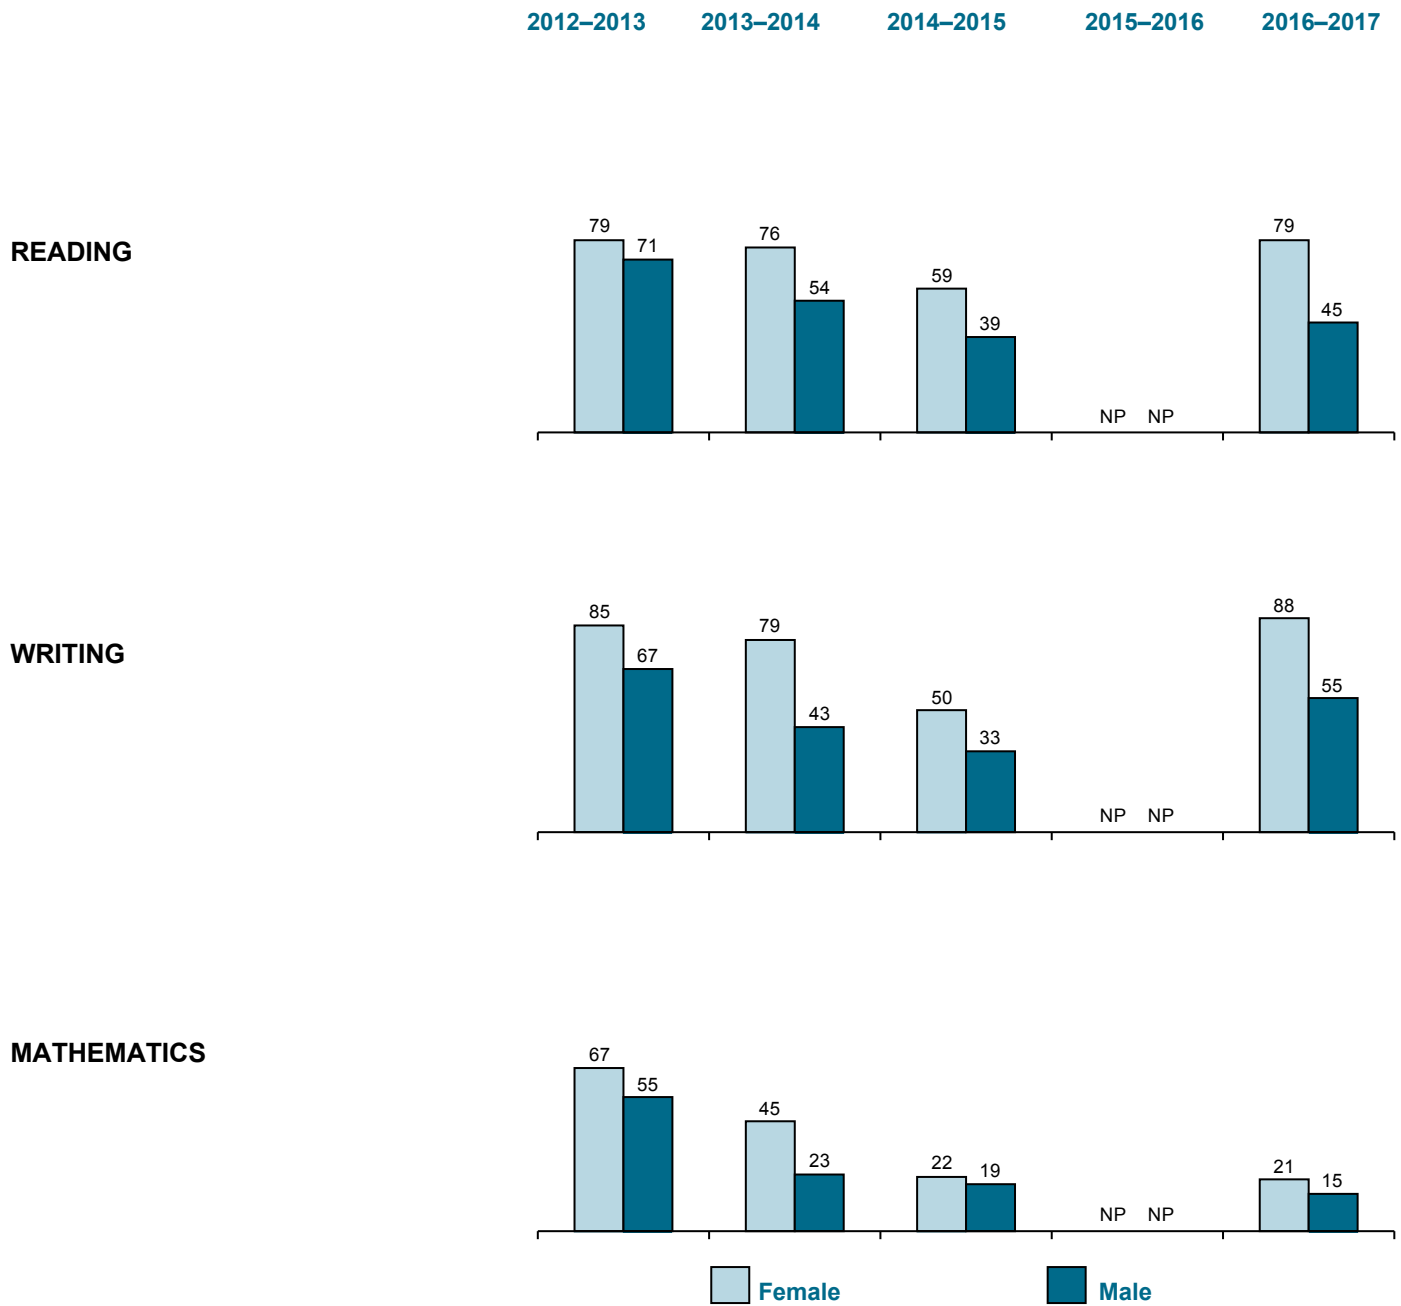 2012–2013 2013–2014 2014–2015 2015–2016 2016–2017
READING
79 71 76 54 59 39 NP NP 79 45
WRITING
85 67 79 43 50 33 NP NP 88 55
MATHEMATICS
67 55 45 23 22 19 NP NP 21 15
Female Male